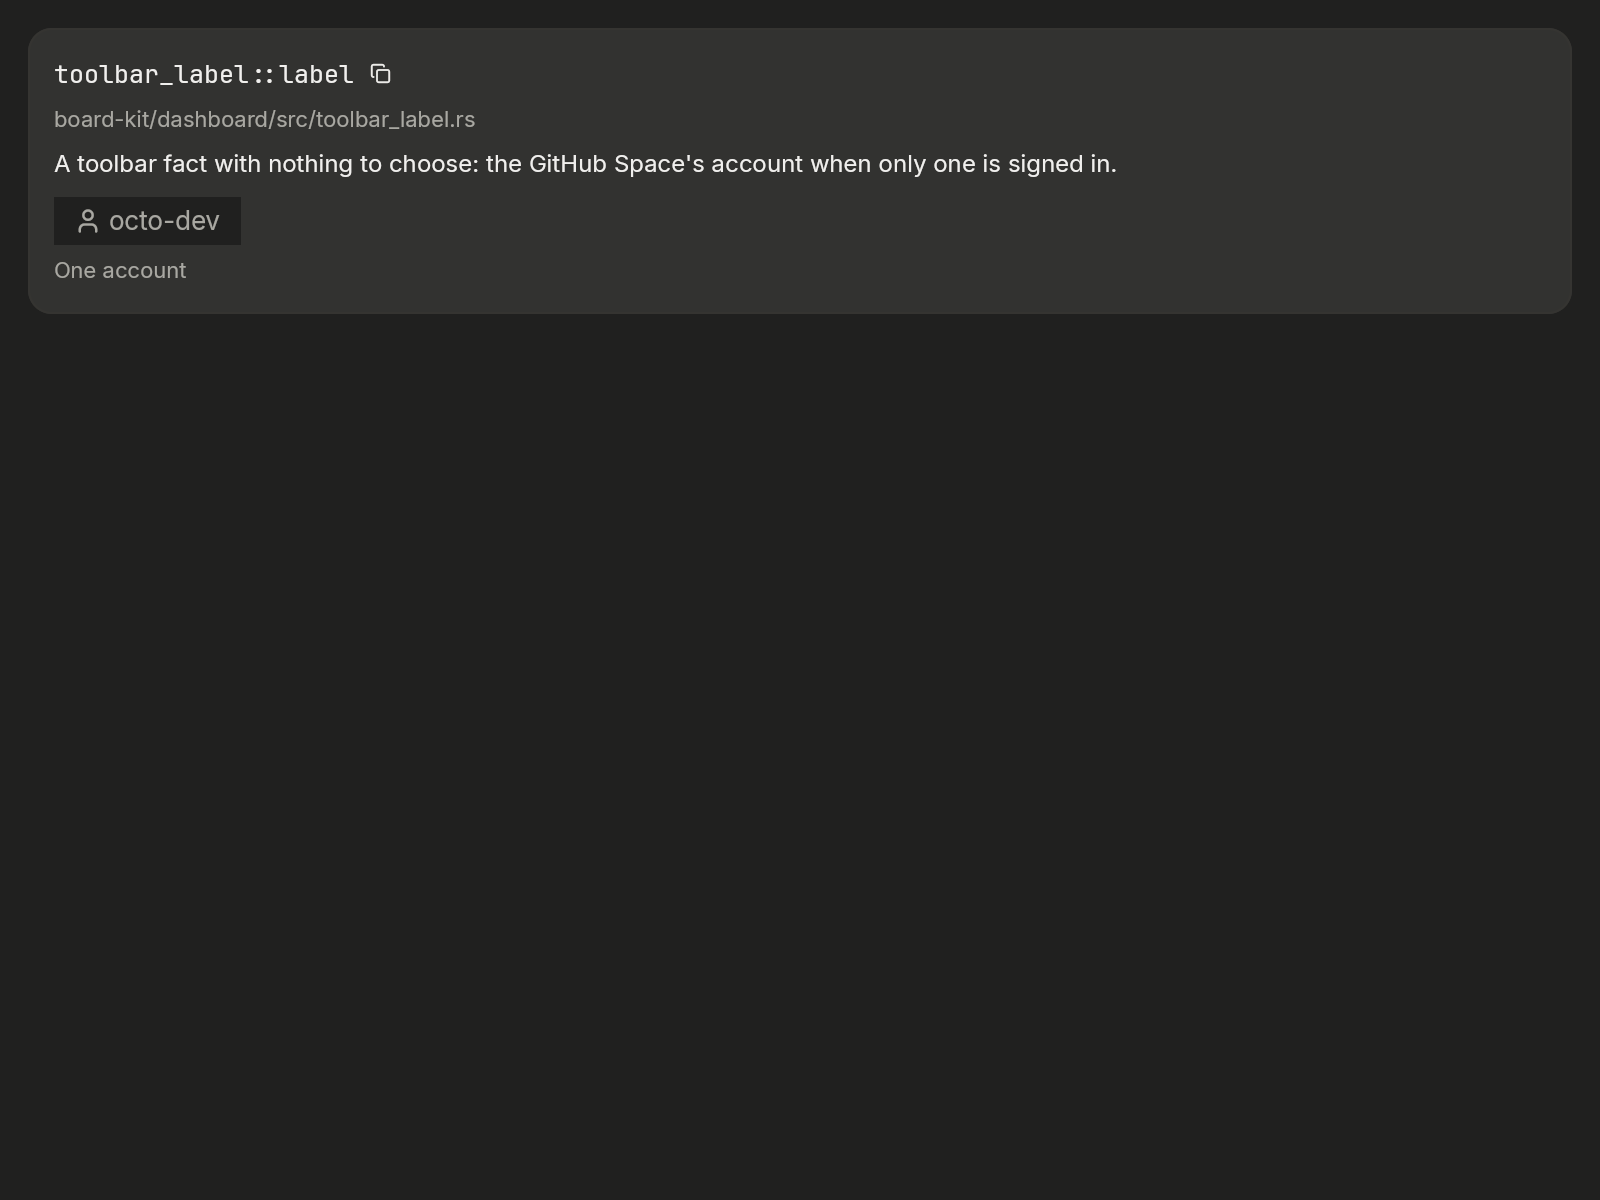 toolbar_label::label
board-kit/dashboard/src/toolbar_label.rs
A toolbar fact with nothing to choose: the GitHub Space's account when only one is signed in.
octo-dev
One account